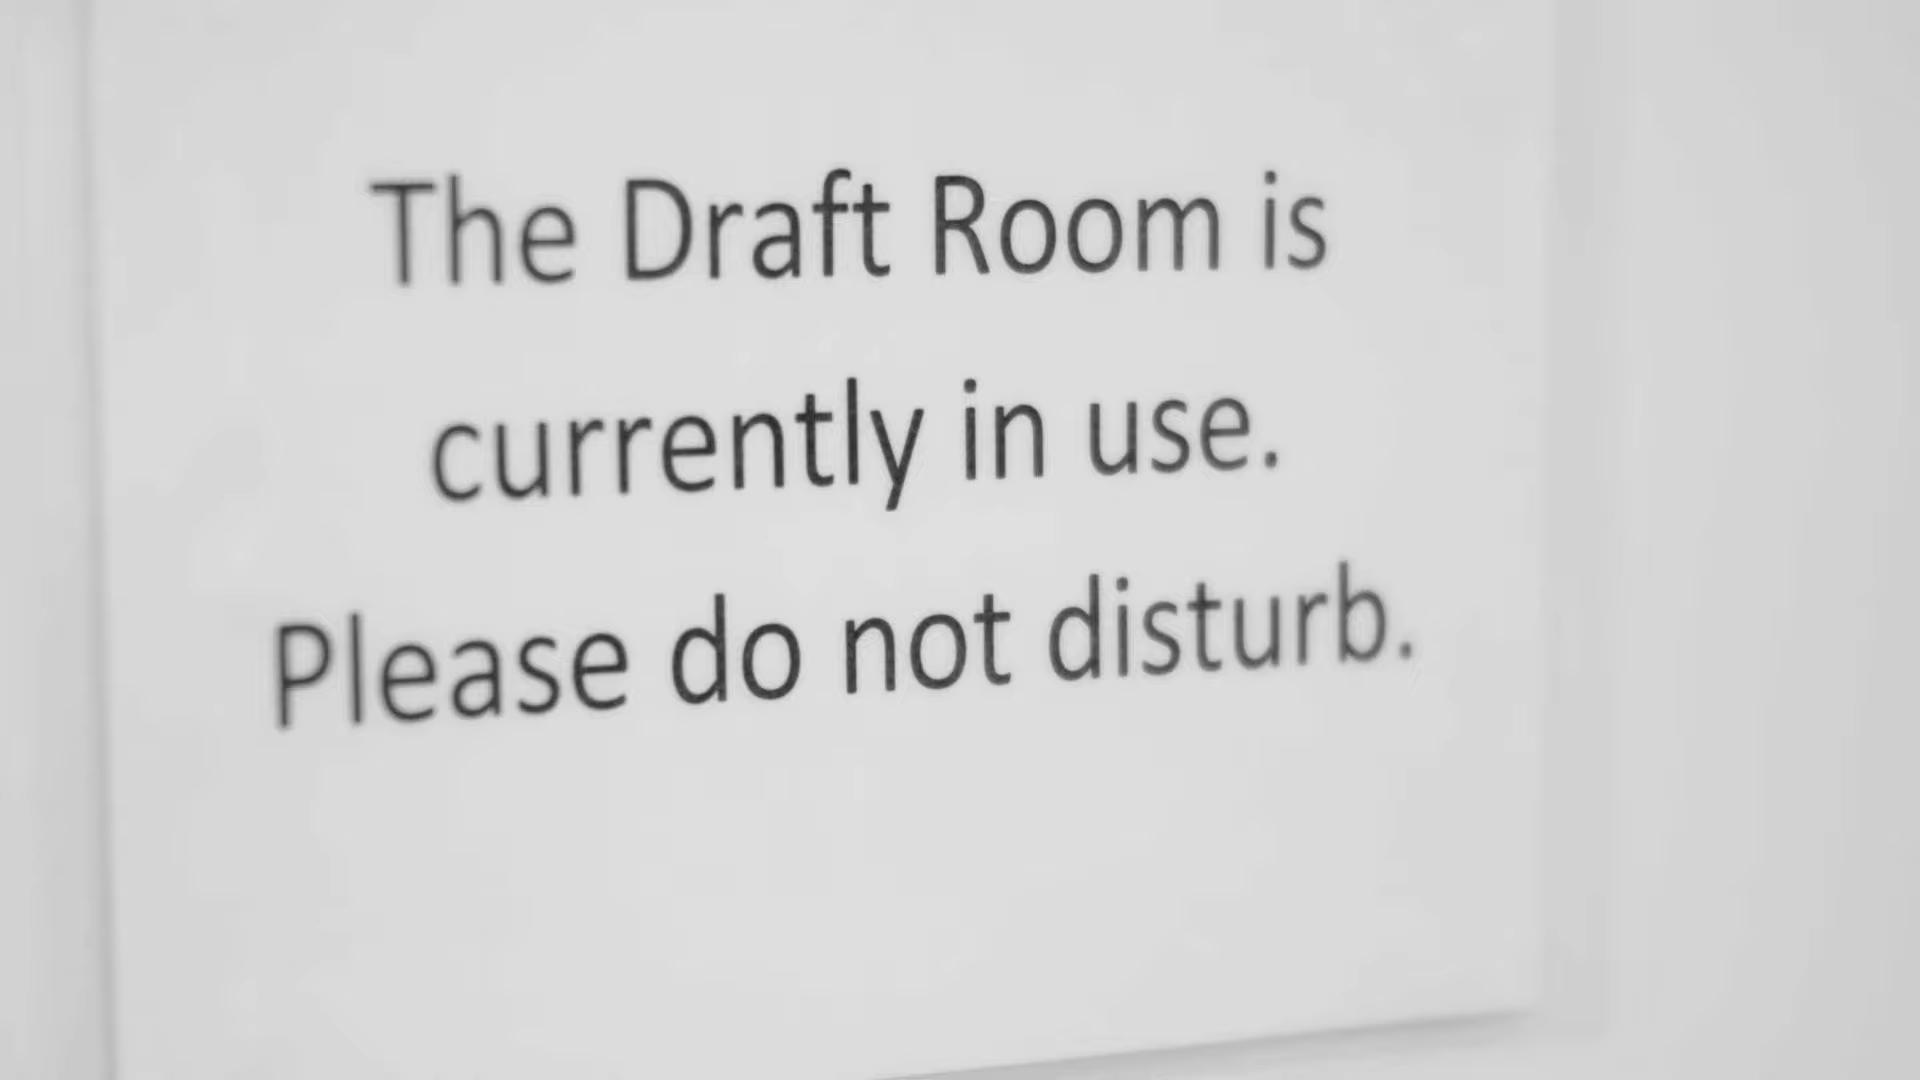 The Draft Room is
currently in use.
Please do not disturb.